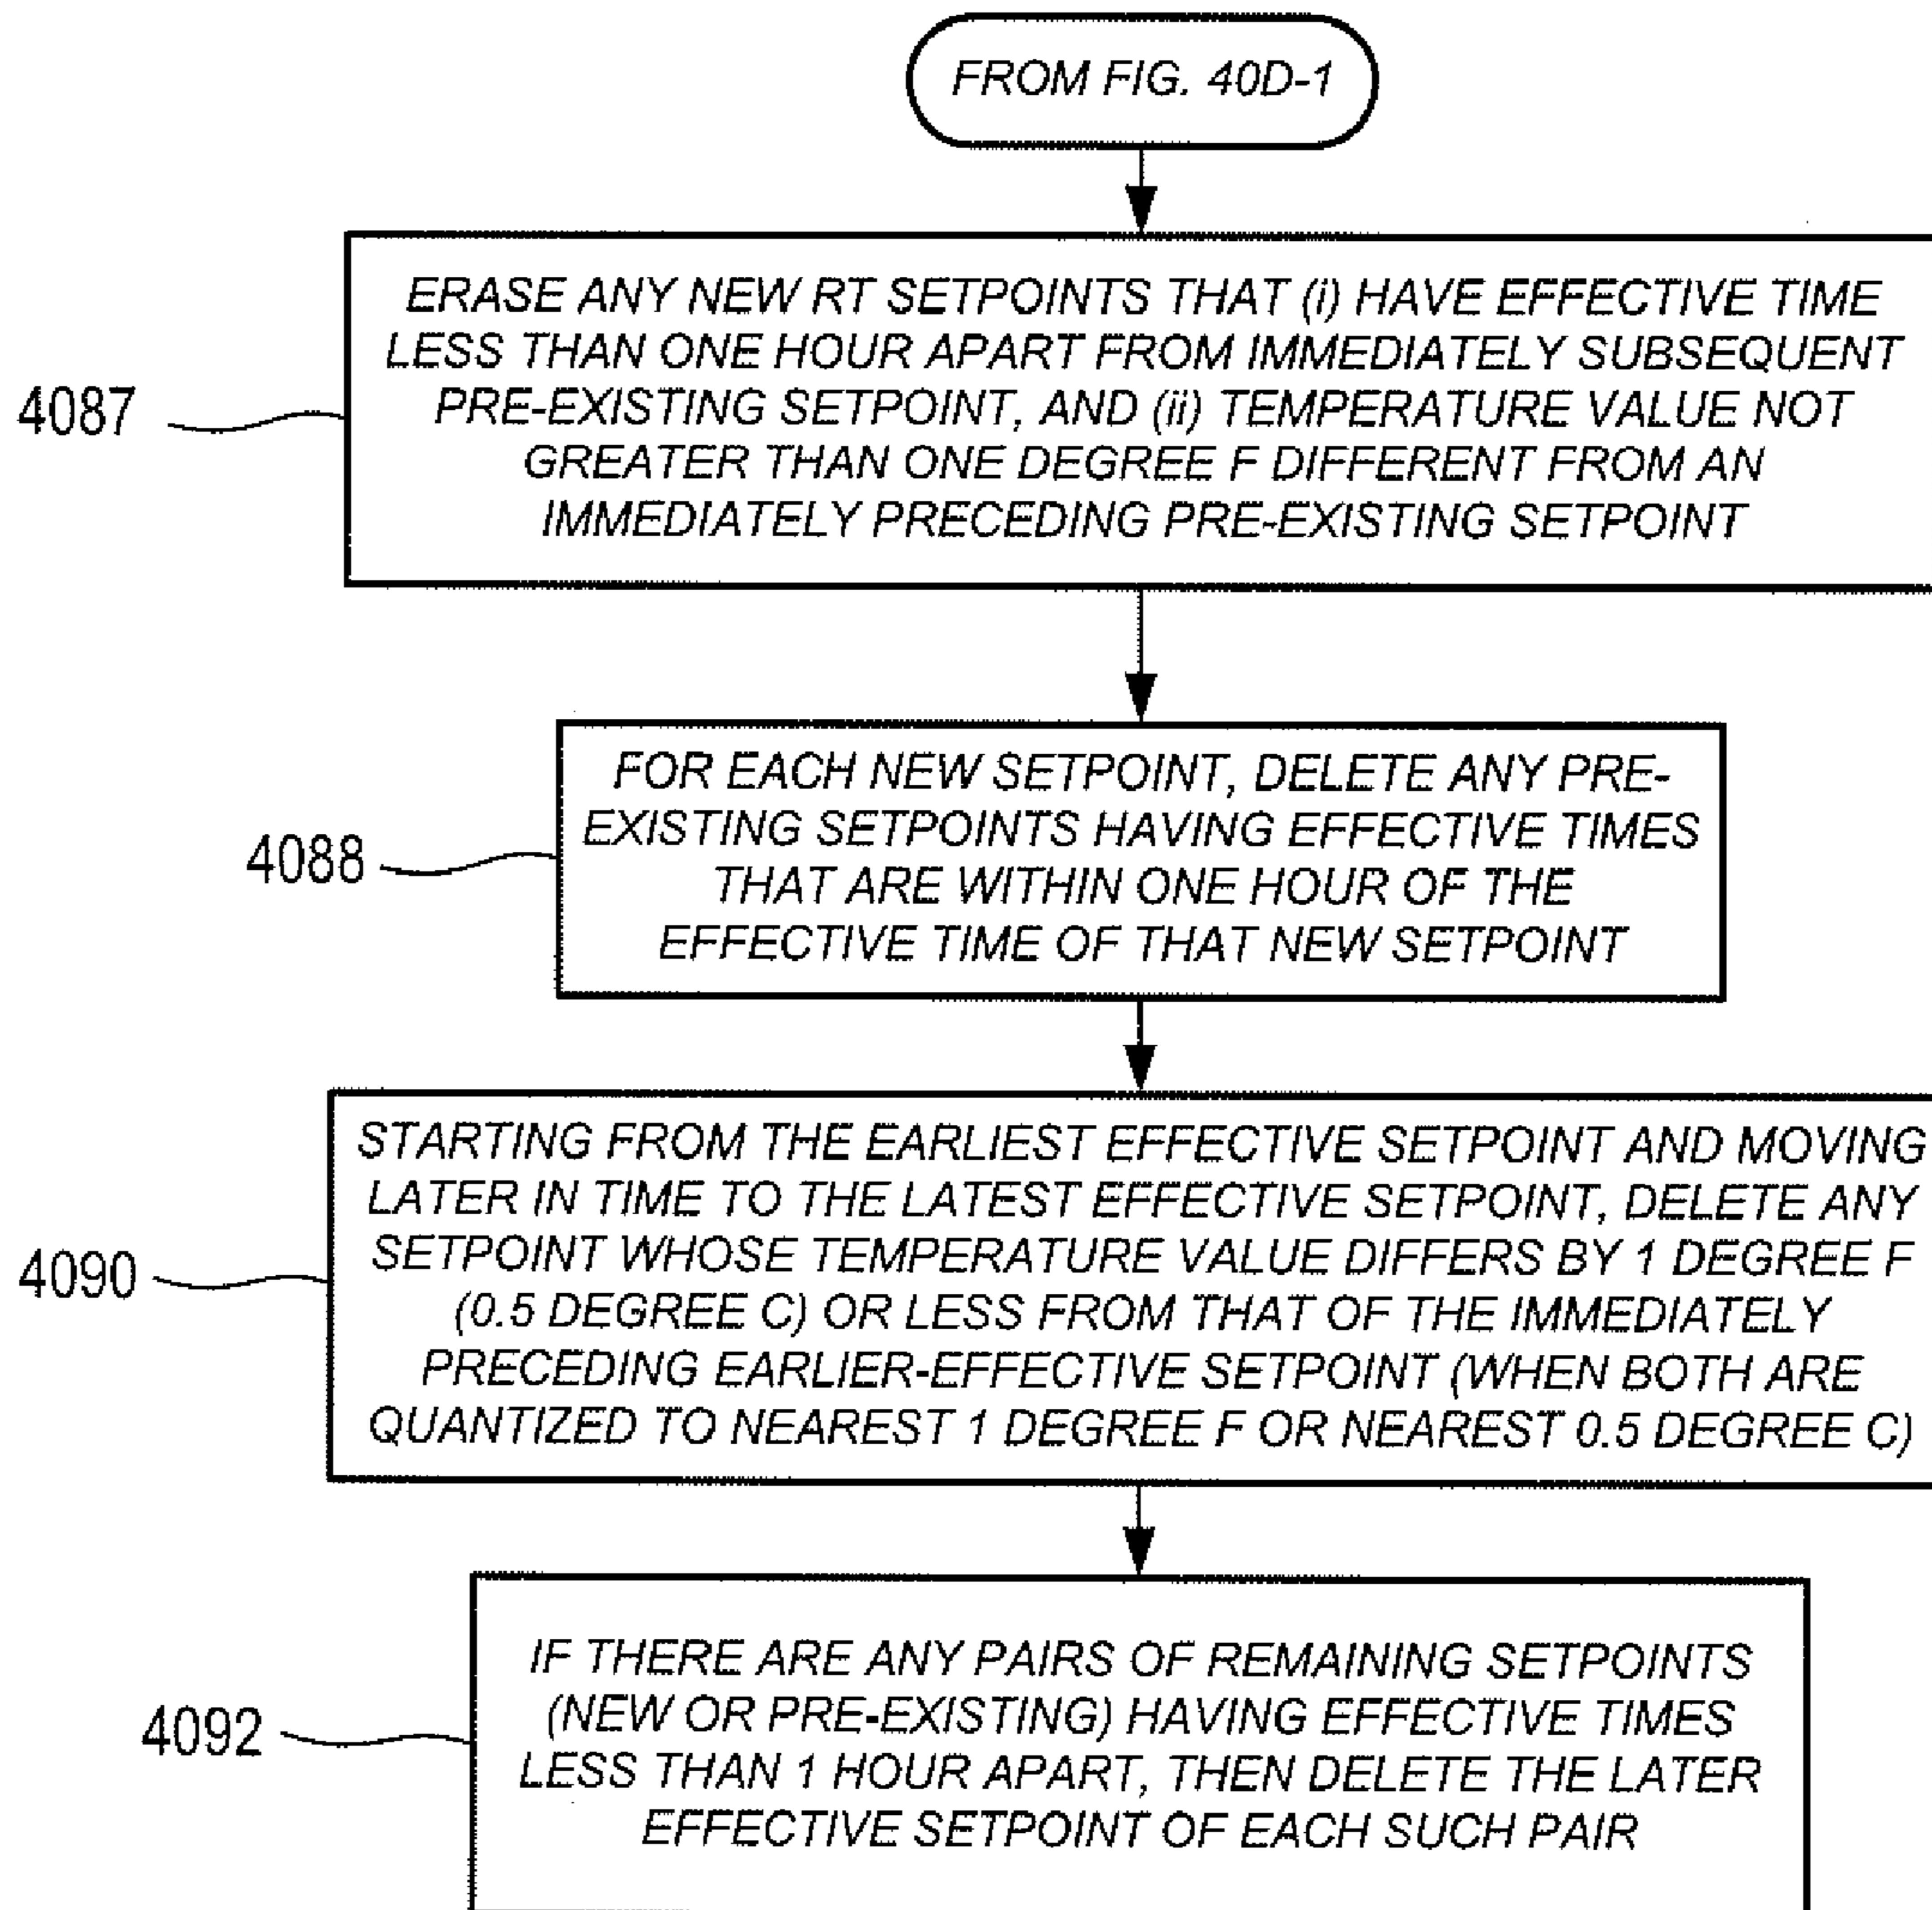 FROM FIG. 40D-1
4087
ERASE ANY NEW RT SETPOINTS THAT (i) HAVE EFFECTIVE TIME
LESS THAN ONE HOUR APART FROM IMMEDIATELY SUBSEQUENT
PRE-EXISTING SETPOINT, AND (ii) TEMPERATURE VALUE NOT
GREATER THAN ONE DEGREE F DIFFERENT FROM AN
IMMEDIATELY PRECEDING PRE-EXISTING SETPOINT
4088
FOR EACH NEW SETPOINT, DELETE ANY PRE-
EXISTING SETPOINTS HAVING EFFECTIVE TIMES
THAT ARE WITHIN ONE HOUR OF THE
EFFECTIVE TIME OF THAT NEW SETPOINT
4090
STARTING FROM THE EARLIEST EFFECTIVE SETPOINT AND MOVING
LATER IN TIME TO THE LATEST EFFECTIVE SETPOINT, DELETE ANY
SETPOINT WHOSE TEMPERATURE VALUE DIFFERS BY 1 DEGREE F
(0.5 DEGREE C) OR LESS FROM THAT OF THE IMMEDIATELY
PRECEDING EARLIER-EFFECTIVE SETPOINT (WHEN BOTH ARE
QUANTIZED TO NEAREST 1 DEGREE F OR NEAREST 0.5 DEGREE C)
4092
IF THERE ARE ANY PAIRS OF REMAINING SETPOINTS
(NEW OR PRE-EXISTING) HAVING EFFECTIVE TIMES
LESS THAN 1 HOUR APART, THEN DELETE THE LATER
EFFECTIVE SETPOINT OF EACH SUCH PAIR